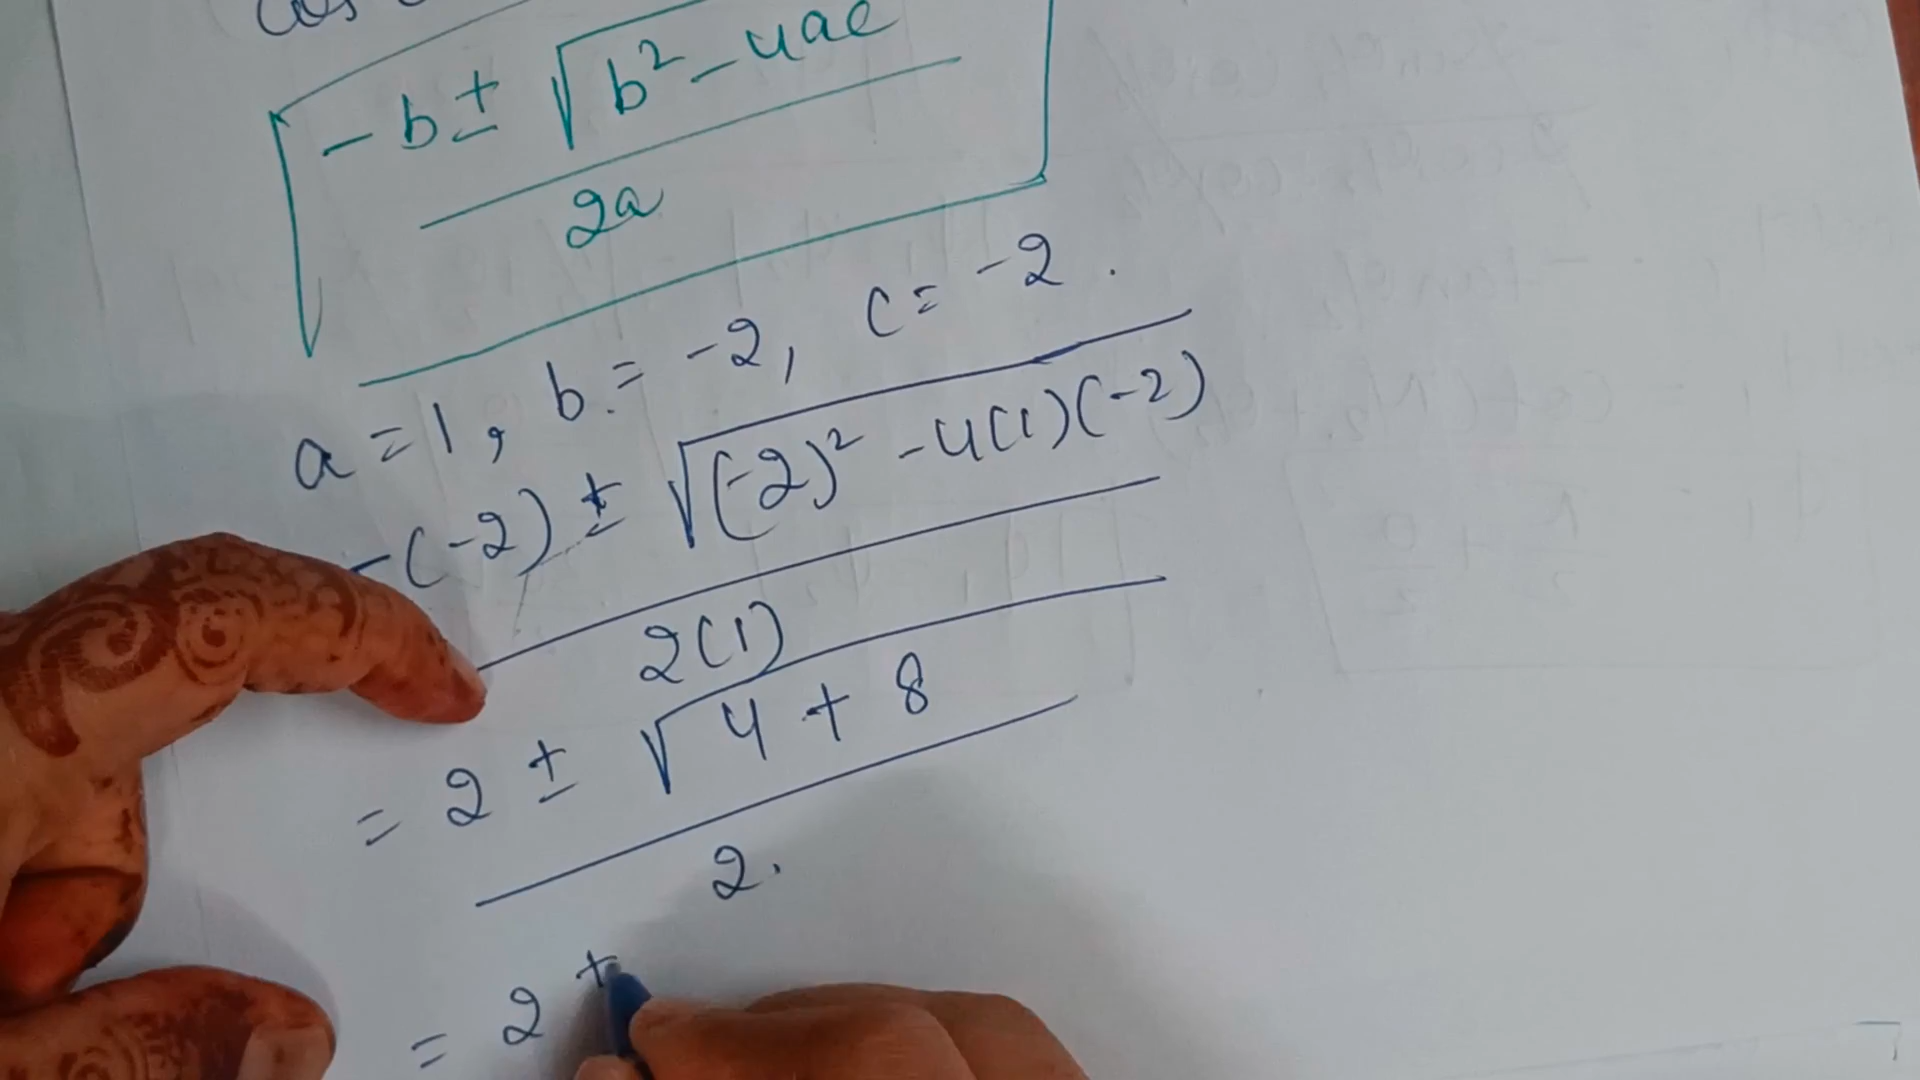 cos
-b ± √b² - 4ac
2a
a = 1, b = -2, c = -2.
-(-2) ± √(-2)² - 4(1)(-2)
2(1)
= 2 ± √4 + 8
2.
= 2 +